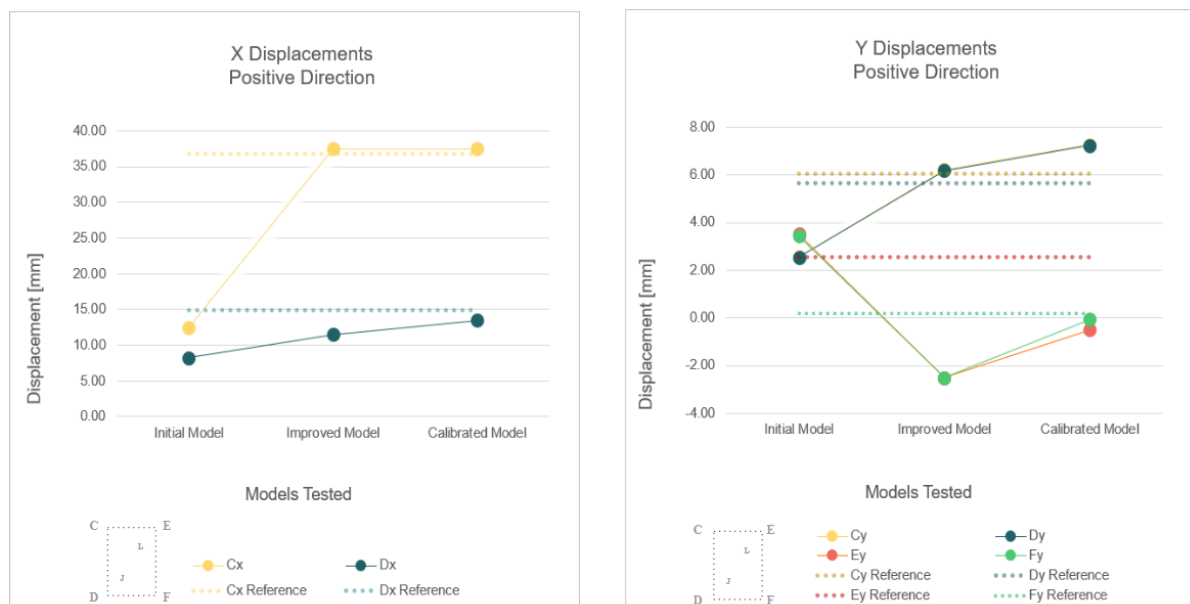 X Displacements
Positive Direction
40.00
35.00
30.00
25.00
20.00
15.00
10.00
5.00
0.00
Displacement [mm]
Initial Model Improved Model Calibrated Model
Models Tested
C E
L
J
D F
Cx Dx
Cx Reference Dx Reference
Y Displacements
Positive Direction
8.00
6.00
4.00
2.00
0.00
-2.00
-4.00
Displacement [mm]
Initial Model Improved Model Calibrated Model
Models Tested
C E
L
J
D F
Cy Dy
Ey Fy
Cy Reference Dy Reference
Ey Reference Fy Reference